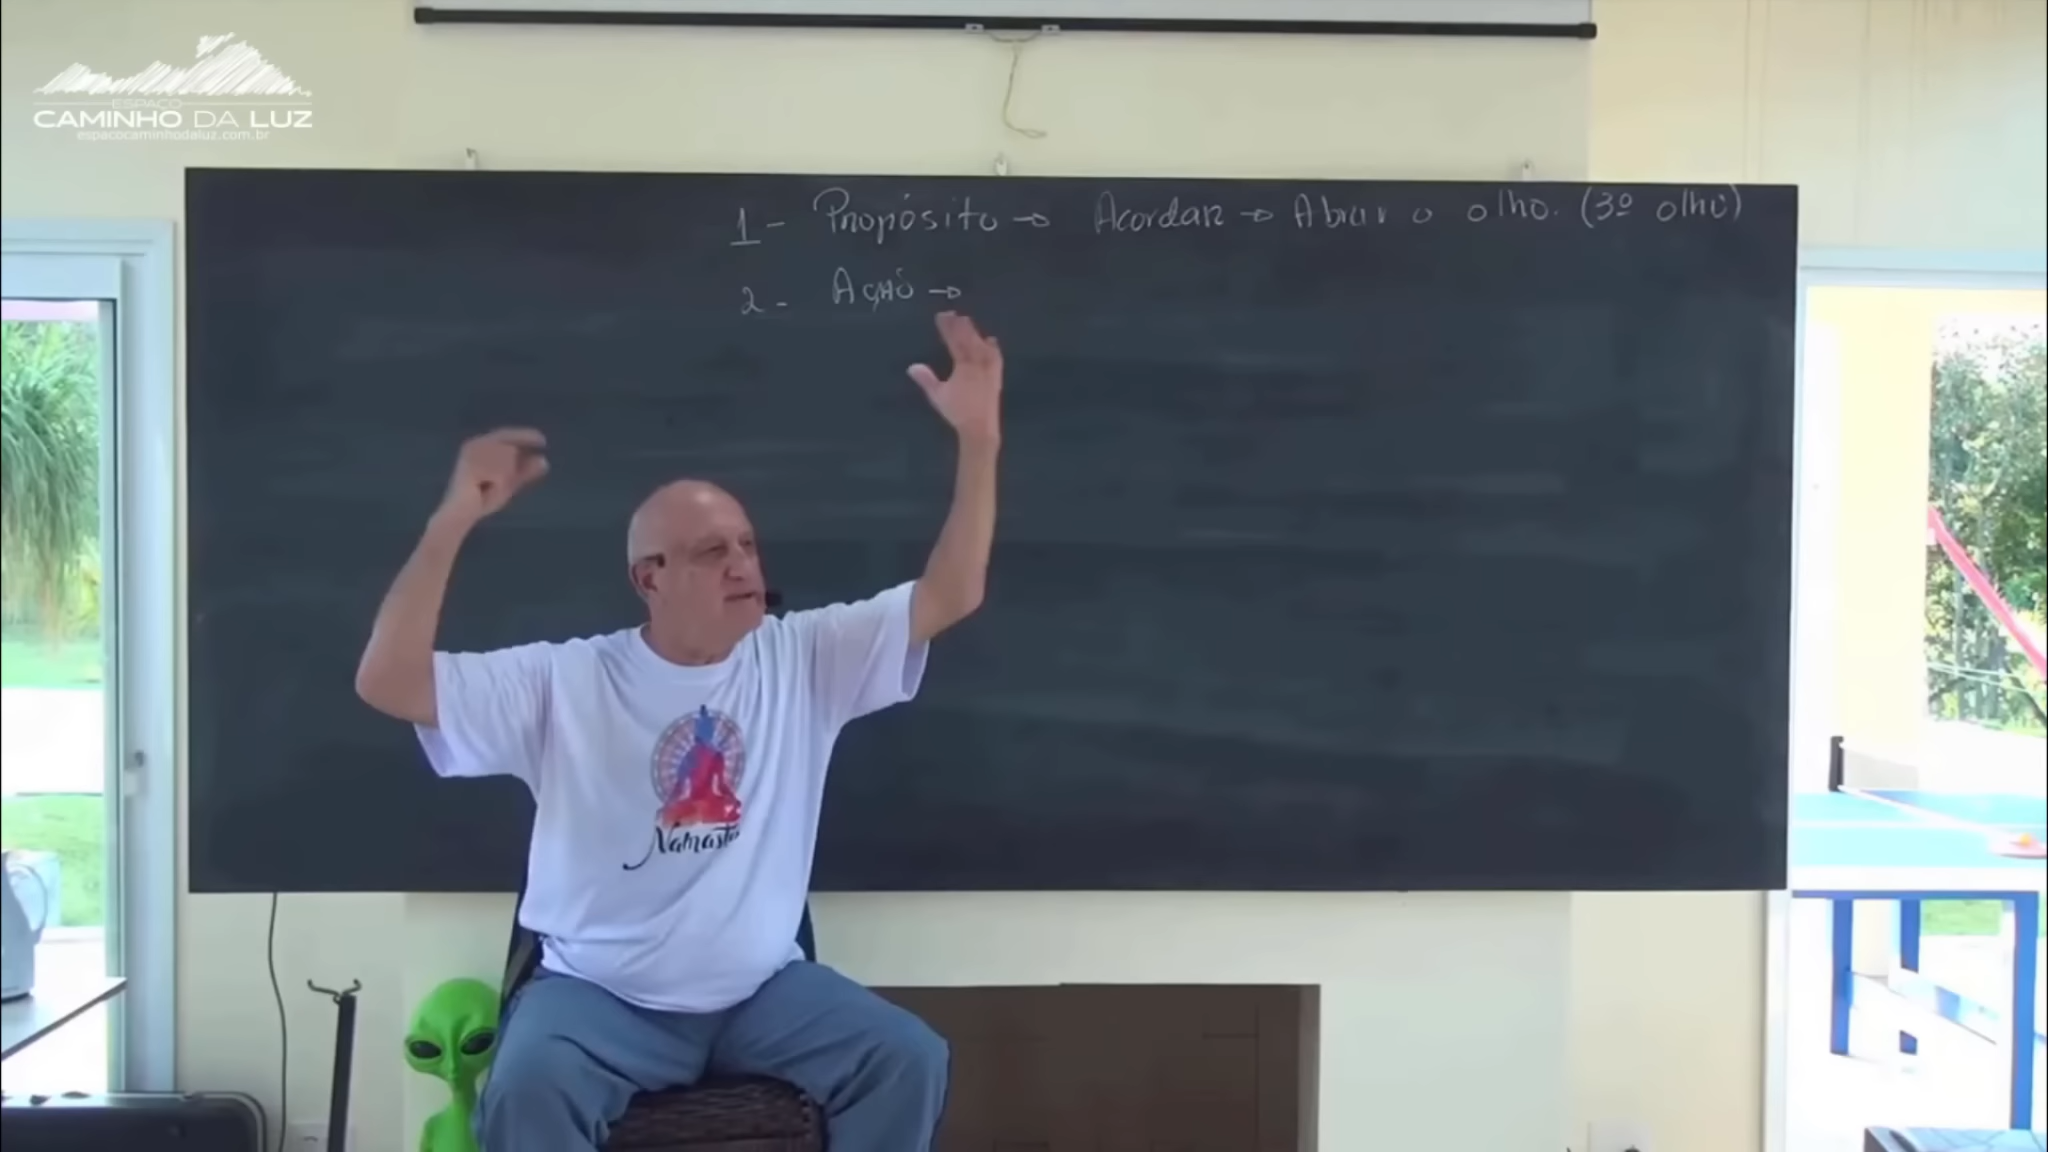 ESPAÇO
CAMINHO DA LUZ
espacocaminhodaluz.com.br
1 - Propósito → Acordar → Abrir o olho. (3º olho)
2 - Ação →
Namaste